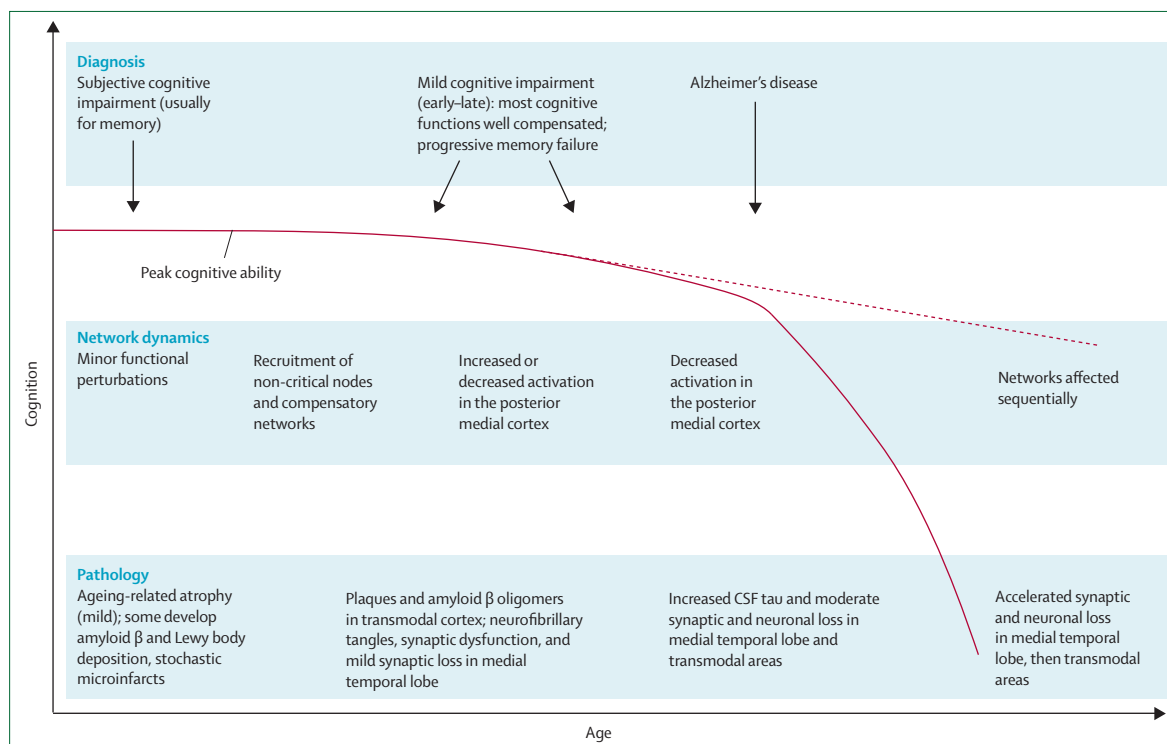 Diagnosis
Subjective cognitive
impairment (usually
for memory)
Mild cognitive impairment
(early–late): most cognitive
functions well compensated;
progressive memory failure
Alzheimer's disease
Peak cognitive ability
Network dynamics
Minor functional
perturbations
Recruitment of
non-critical nodes
and compensatory
networks
Increased or
decreased activation
in the posterior
medial cortex
Decreased
activation in
the posterior
medial cortex
Networks affected
sequentially
Cognition
Pathology
Ageing-related atrophy
(mild); some develop
amyloid β and Lewy body
deposition, stochastic
microinfarcts
Plaques and amyloid β oligomers
in transmodal cortex; neurofibrillary
tangles, synaptic dysfunction, and
mild synaptic loss in medial
temporal lobe
Increased CSF tau and moderate
synaptic and neuronal loss in
medial temporal lobe and
transmodal areas
Accelerated synaptic
and neuronal loss
in medial temporal
lobe, then transmodal
areas
Age